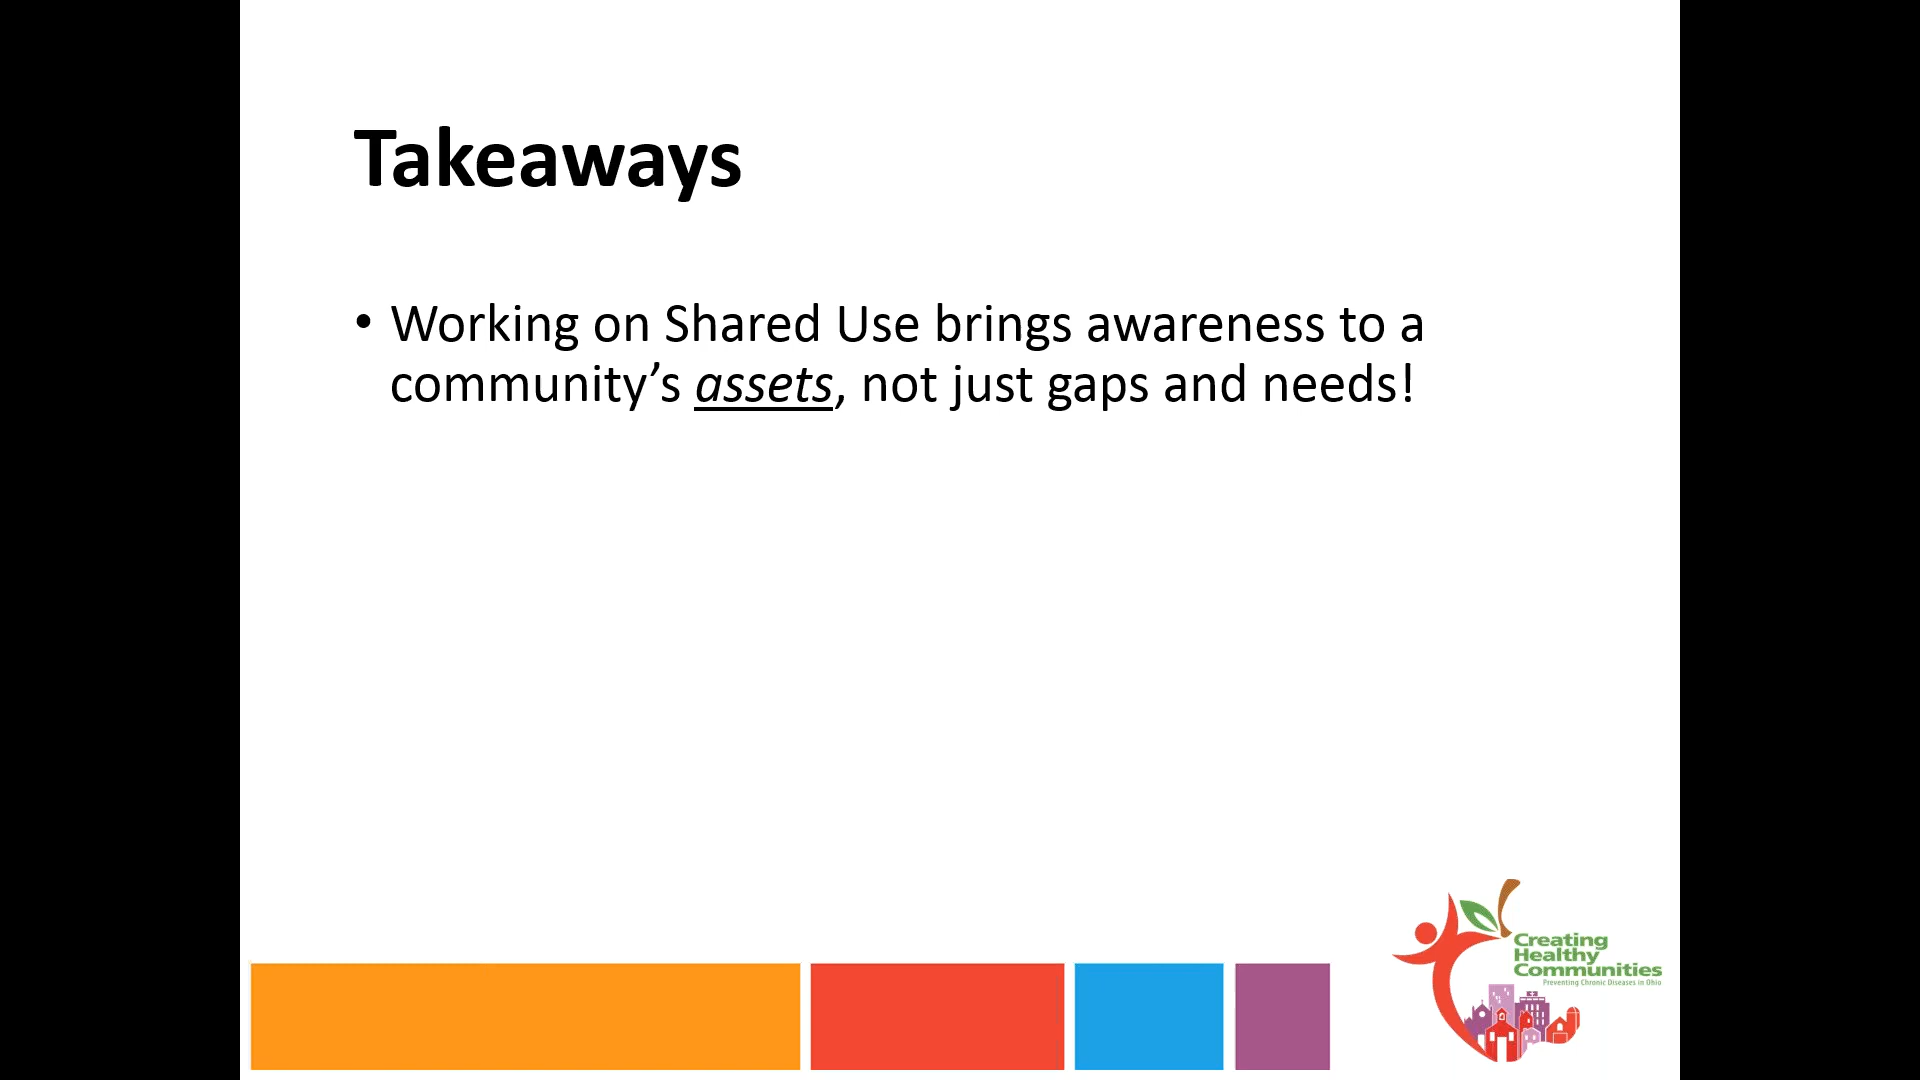 Takeaways
• Working on Shared Use brings awareness to a
community’s assets, not just gaps and needs!
Creating
Healthy
Communities
Preventing Chronic Diseases in Ohio